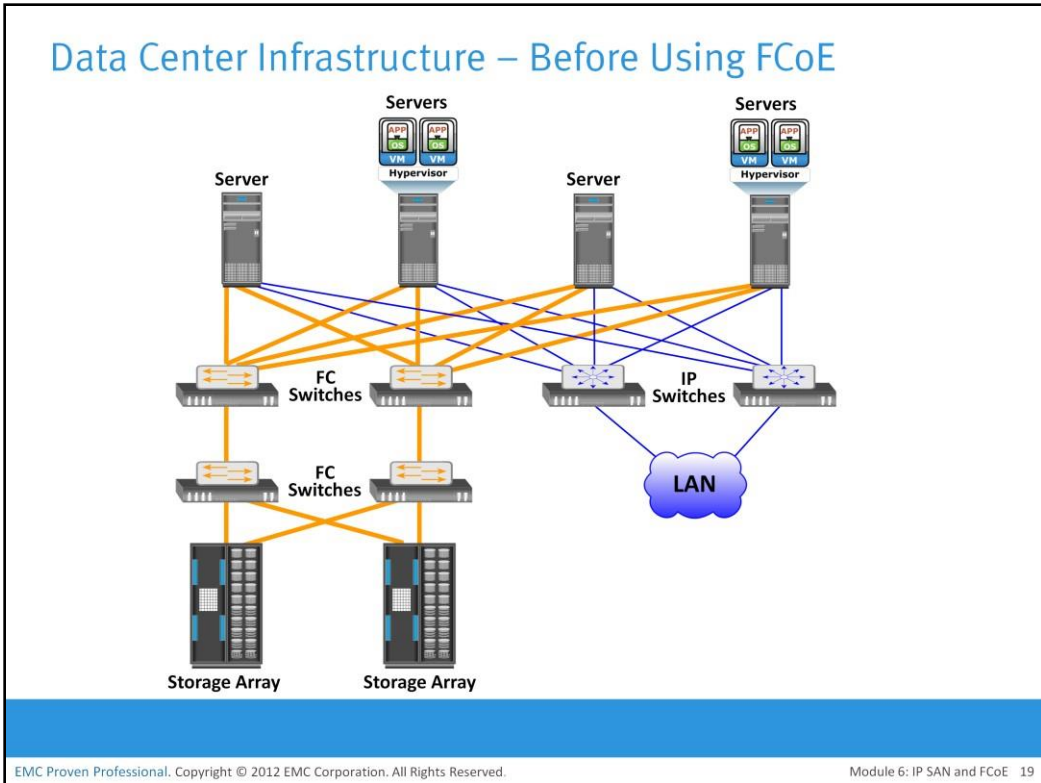 Data Center Infrastructure – Before Using FCoE
Servers
Servers
APP APP
OS OS
VM VM
Hypervisor
APP APP
OS OS
VM VM
Hypervisor
Server
Server
FC
Switches
IP
Switches
FC
Switches
LAN
Storage Array
Storage Array
EMC Proven Professional. Copyright © 2012 EMC Corporation. All Rights Reserved.
Module 6: IP SAN and FCoE 19